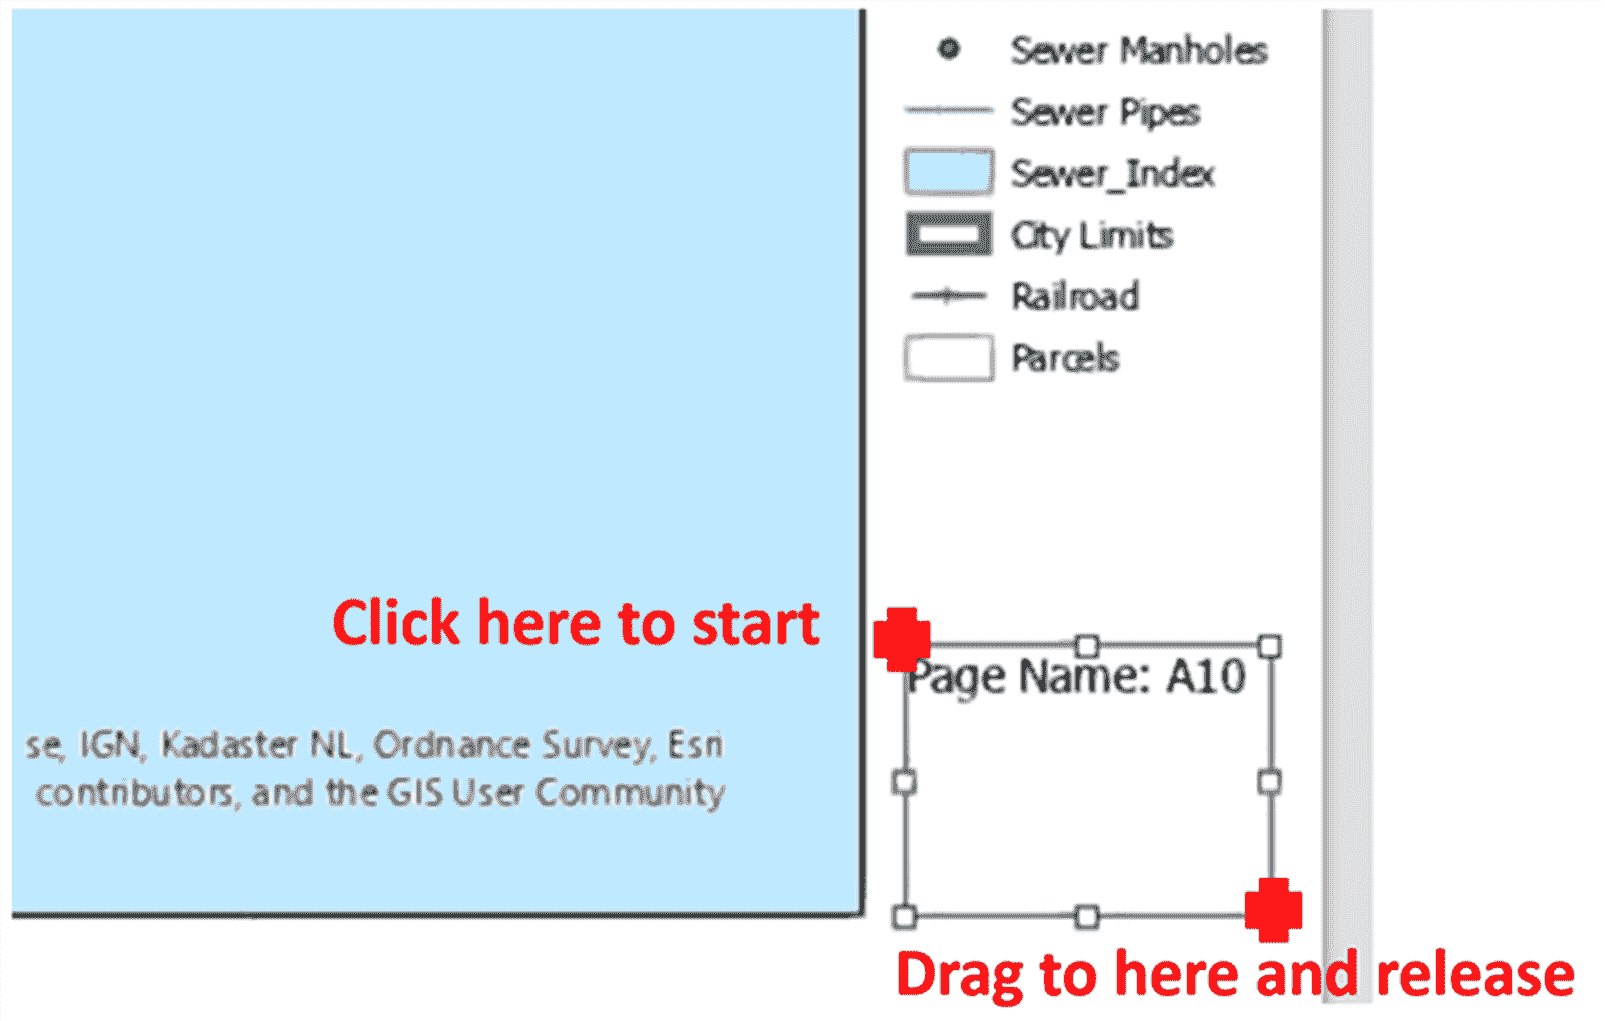 Sewer Manholes
Sewer Pipes
Sewer_Index
City Limits
Railroad
Parcels
Click here to start
Page Name: A10
se, IGN, Kadaster NL, Ordnance Survey, Esri
contributors, and the GIS User Community
Drag to here and release